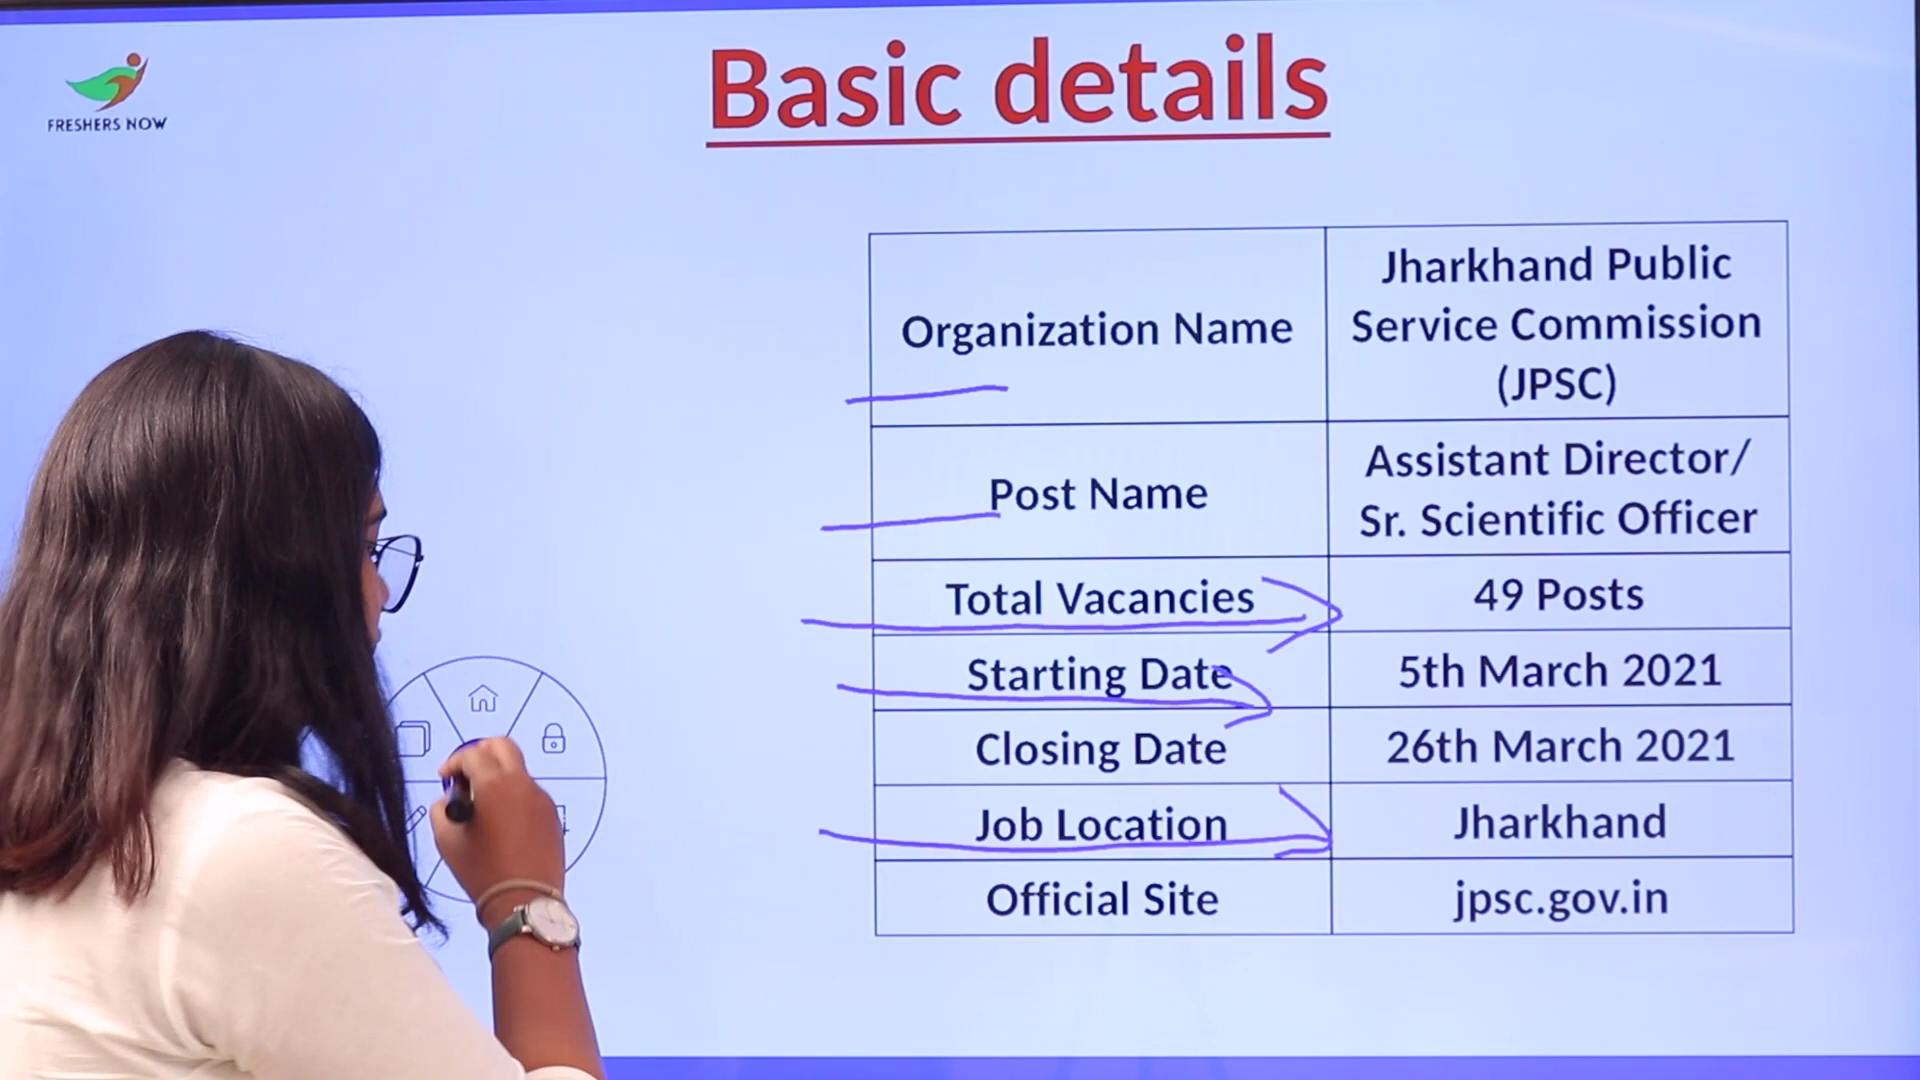 FRESHERS NOW
Basic details
Organization Name
Jharkhand Public
Service Commission
(JPSC)
Post Name
Assistant Director/
Sr. Scientific Officer
Total Vacancies
49 Posts
Starting Date
5th March 2021
Closing Date
26th March 2021
Job Location
Jharkhand
Official Site
jpsc.gov.in